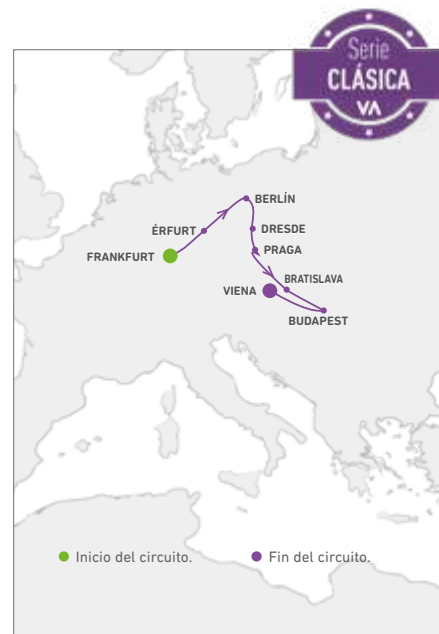 Serie
CLÁSICA
VA
BERLÍN
ÉRFURT
DRESDE
FRANKFURT
PRAGA
BRATISLAVA
VIENA
BUDAPEST
Inicio del circuito.
Fin del circuito.